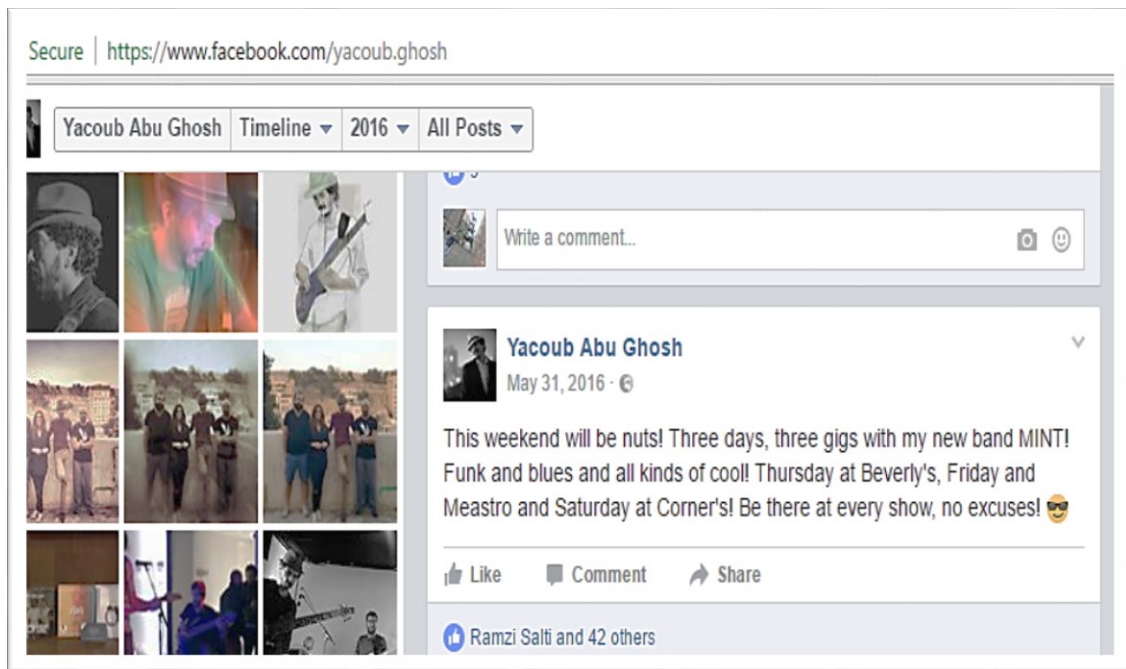 Secure | https://www.facebook.com/yacoub.ghosh
Yacoub Abu Ghosh Timeline 2016 All Posts
Write a comment...
Yacoub Abu Ghosh
May 31, 2016 ·
This weekend will be nuts! Three days, three gigs with my new band MINT!
Funk and blues and all kinds of cool! Thursday at Beverly's, Friday and
Meastro and Saturday at Corner's! Be there at every show, no excuses! 😎
Like Comment Share
Ramzi Salti and 42 others